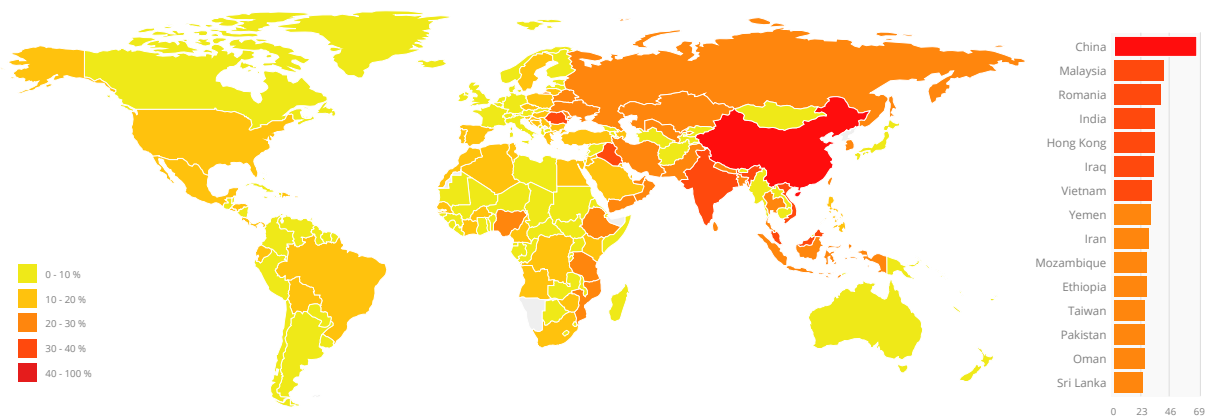 0 - 10 %
10 - 20 %
20 - 30 %
30 - 40 %
40 - 100 %
China
Malaysia
Romania
India
Hong Kong
Iraq
Vietnam
Yemen
Iran
Mozambique
Ethiopia
Taiwan
Pakistan
Oman
Sri Lanka
0 23 46 69